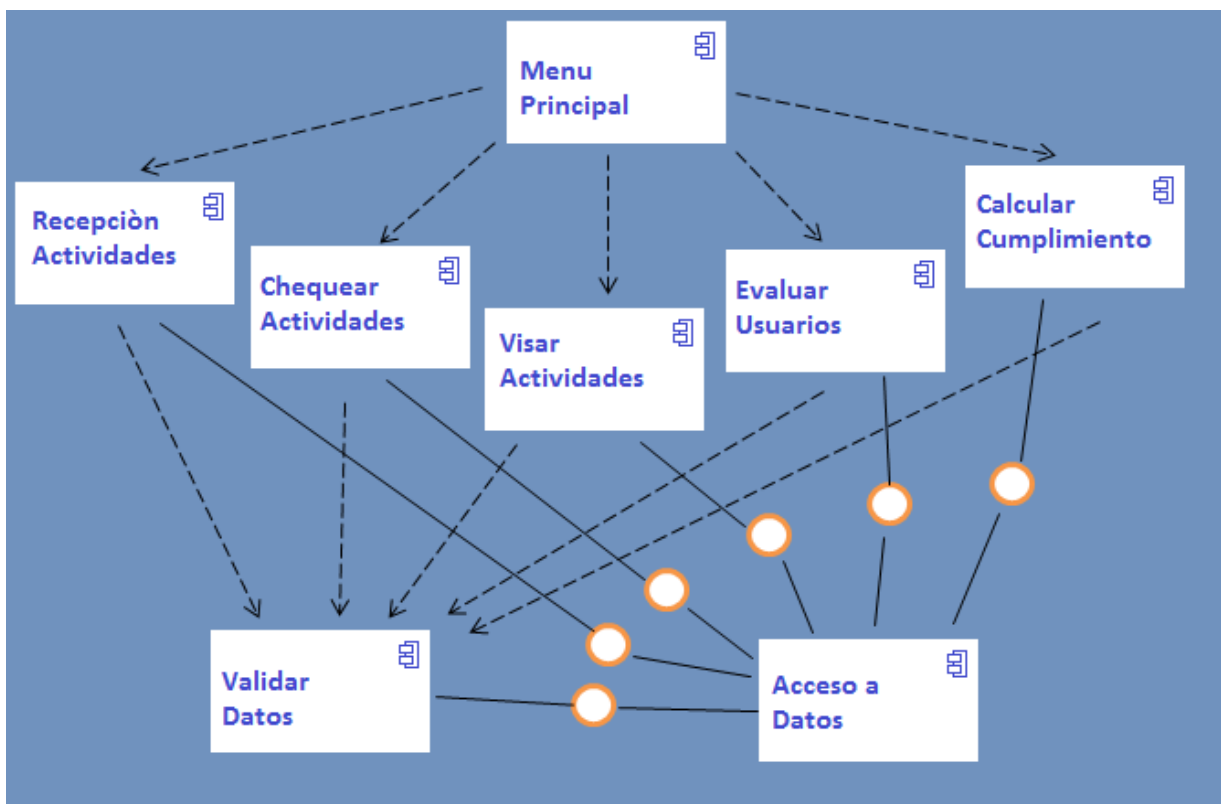 Menu
Principal
Recepciòn
Actividades
Chequear
Actividades
Visar
Actividades
Evaluar
Usuarios
Calcular
Cumplimiento
Validar
Datos
Acceso a
Datos